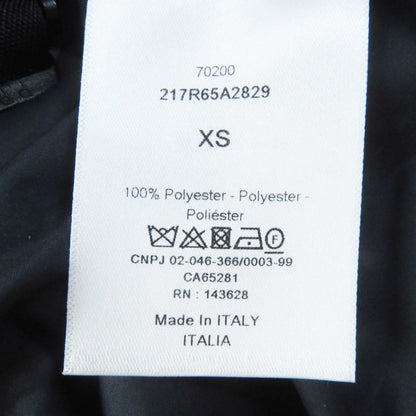 70200
217R65A2829
XS
100% Polyester - Polyester -
Poliéster
F
CNPJ 02-046-366/0003-99
CA65281
RN : 143628
Made In ITALY
ITALIA